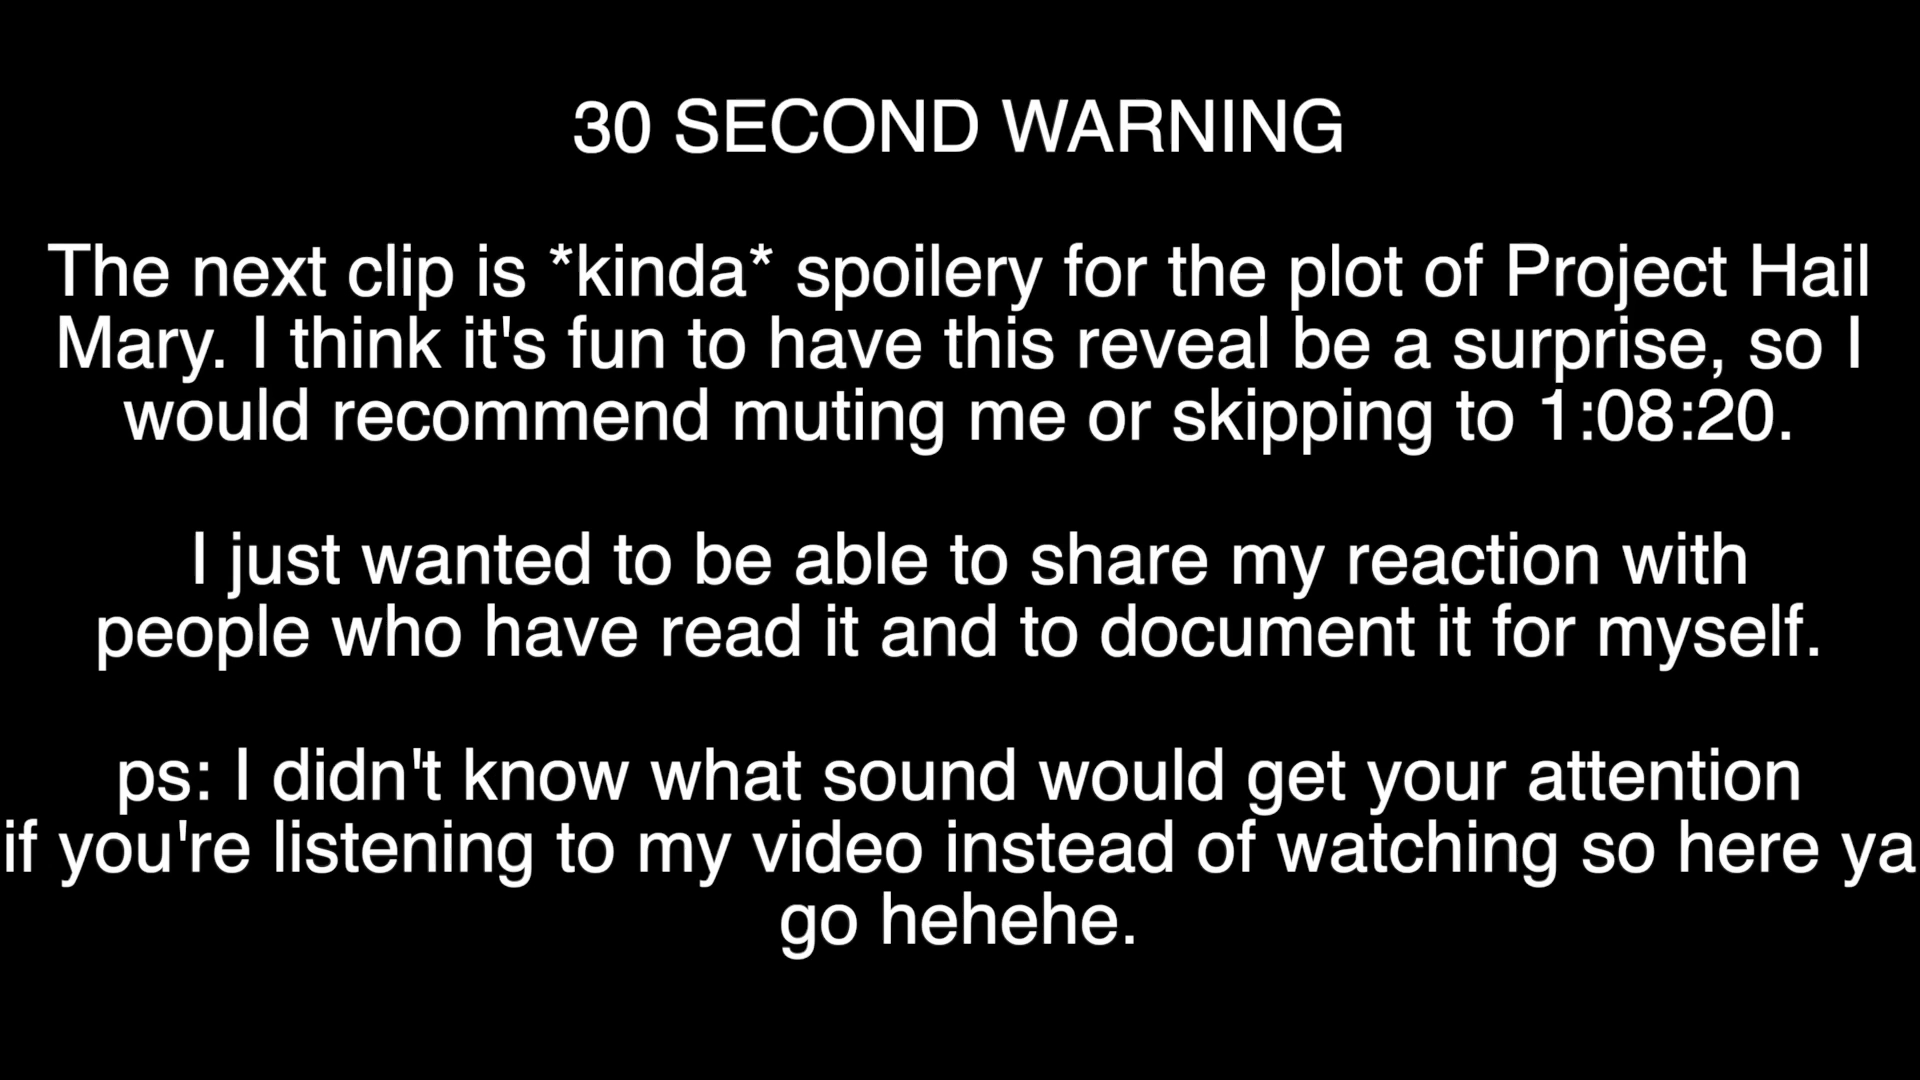 30 SECOND WARNING
The next clip is *kinda* spoilery for the plot of Project Hail
Mary. I think it's fun to have this reveal be a surprise, so I
would recommend muting me or skipping to 1:08:20.
I just wanted to be able to share my reaction with
people who have read it and to document it for myself.
ps: I didn't know what sound would get your attention
if you're listening to my video instead of watching so here ya
go hehehe.